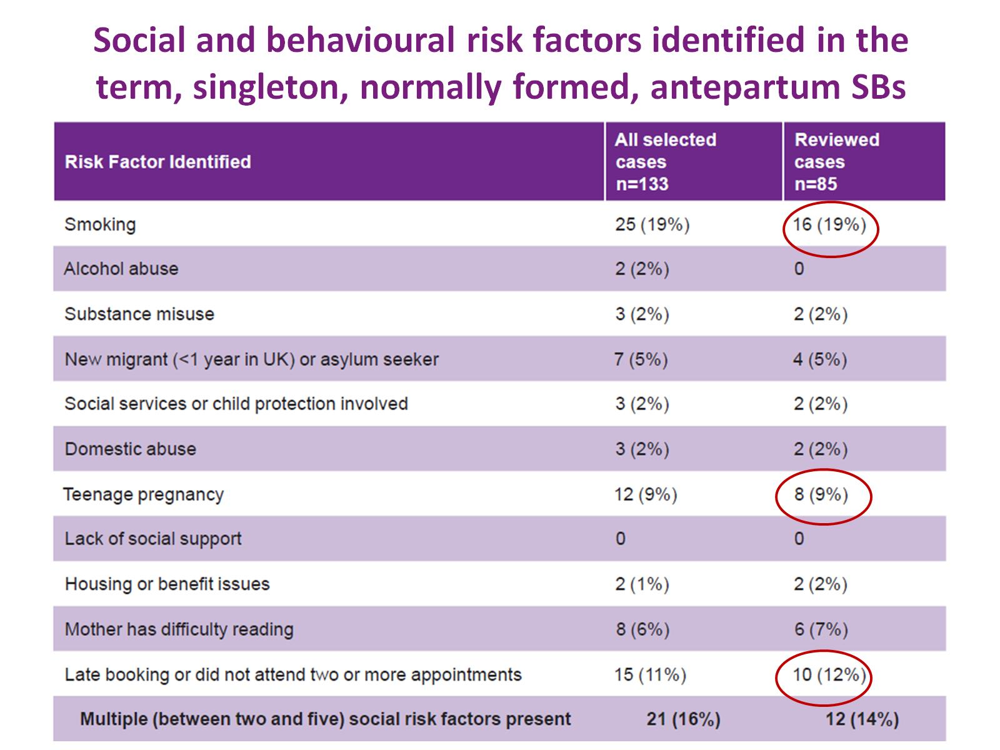 Social and behavioural risk factors identified in the
term, singleton, normally formed, antepartum SBs
Risk Factor Identified
All selected
cases
n=133
Reviewed
cases
n=85
Smoking 25 (19%) 16 (19%)
Alcohol abuse 2 (2%) 0
Substance misuse 3 (2%) 2 (2%)
New migrant (<1 year in UK) or asylum seeker 7 (5%) 4 (5%)
Social services or child protection involved 3 (2%) 2 (2%)
Domestic abuse 3 (2%) 2 (2%)
Teenage pregnancy 12 (9%) 8 (9%)
Lack of social support 0 0
Housing or benefit issues 2 (1%) 2 (2%)
Mother has difficulty reading 8 (6%) 6 (7%)
Late booking or did not attend two or more appointments 15 (11%) 10 (12%)
Multiple (between two and five) social risk factors present 21 (16%) 12 (14%)